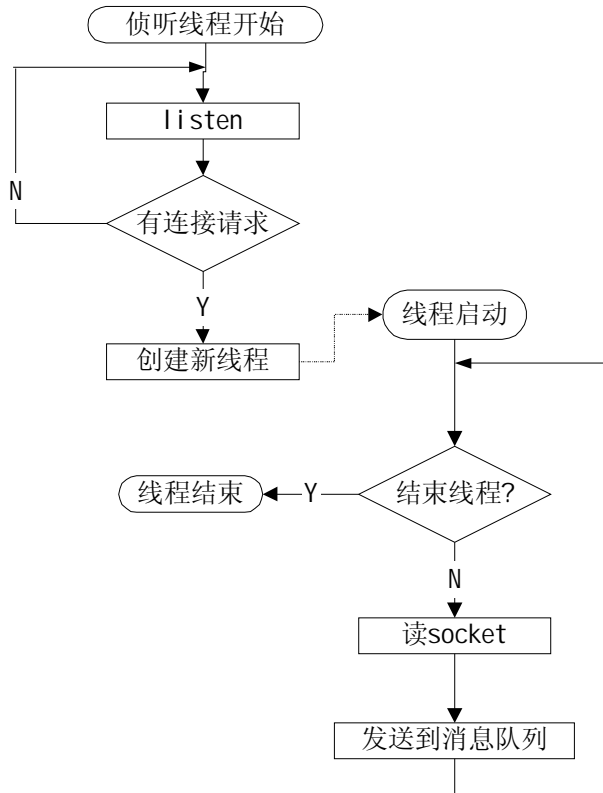 侦听线程开始
listen
N
有连接请求
Y
线程启动
创建新线程
线程结束
Y
结束线程?
N
读socket
发送到消息队列